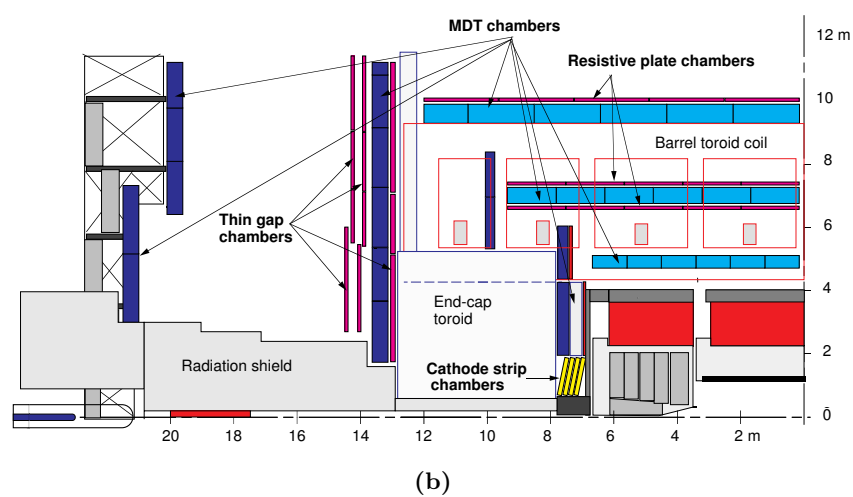 MDT chambers
12 m
Resistive plate chambers
10
Barrel toroid coil
8
Thin gap
chambers
6
End-cap
toroid
4
Radiation shield
Cathode strip
chambers
2
0
20 18 16 14 12 10 8 6 4 2 m
(b)